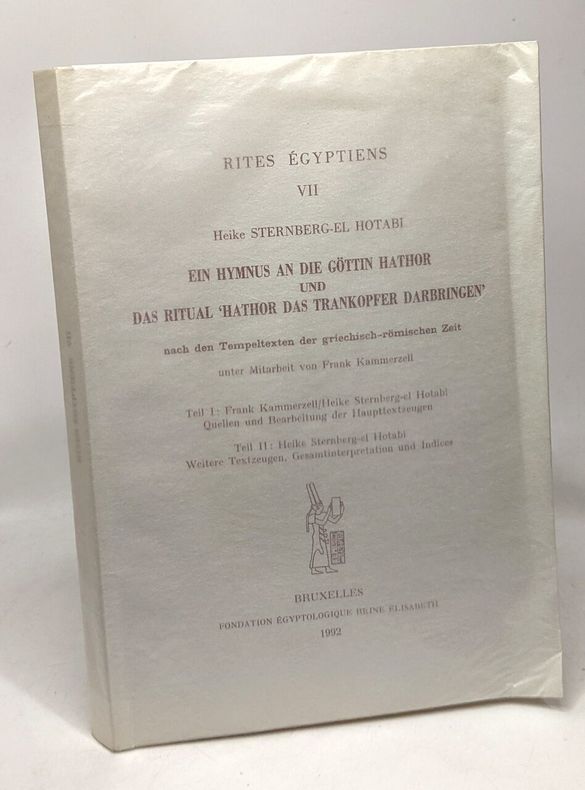 RITES ÉGYPTIENS
VII
Heike STERNBERG-EL HOTABI
EIN HYMNUS AN DIE GÖTTIN HATHOR
UND
DAS RITUAL ‘HATHOR DAS TRANKOPFER DARBRINGEN’
nach den Tempeltexten der griechisch-römischen Zeit
unter Mitarbeit von Frank Kammerzell
Teil I: Frank Kammerzell/Heike Sternberg-el Hotabi
Quellen und Bearbeitung der Haupttextzeugen
Teil II: Heike Sternberg-el Hotabi
Weitere Textzeugen, Gesamtinterpretation und Indices
BRUXELLES
FONDATION ÉGYPTOLOGIQUE REINE ÉLISABETH
1992